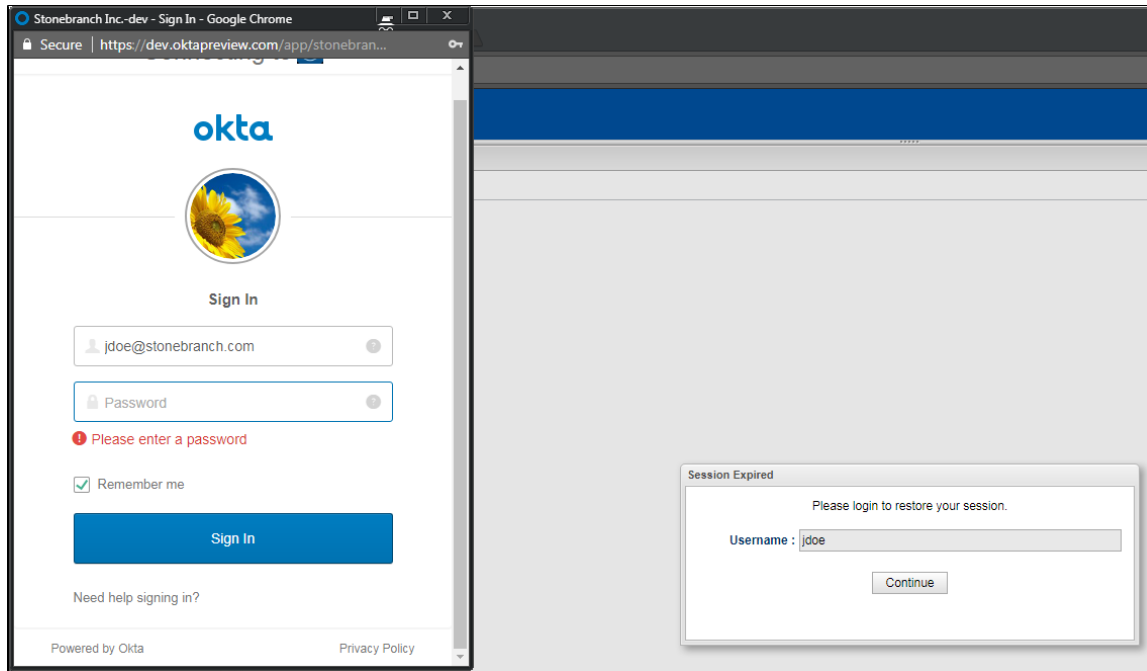 Stonebranch Inc.-dev - Sign In - Google Chrome
Secure | https://dev.oktapreview.com/app/stonebran...
okta
Sign In
jdoe@stonebranch.com
Password
Please enter a password
Remember me
Sign In
Need help signing in?
Powered by Okta
Privacy Policy
Session Expired
Please login to restore your session.
Username : jdoe
Continue